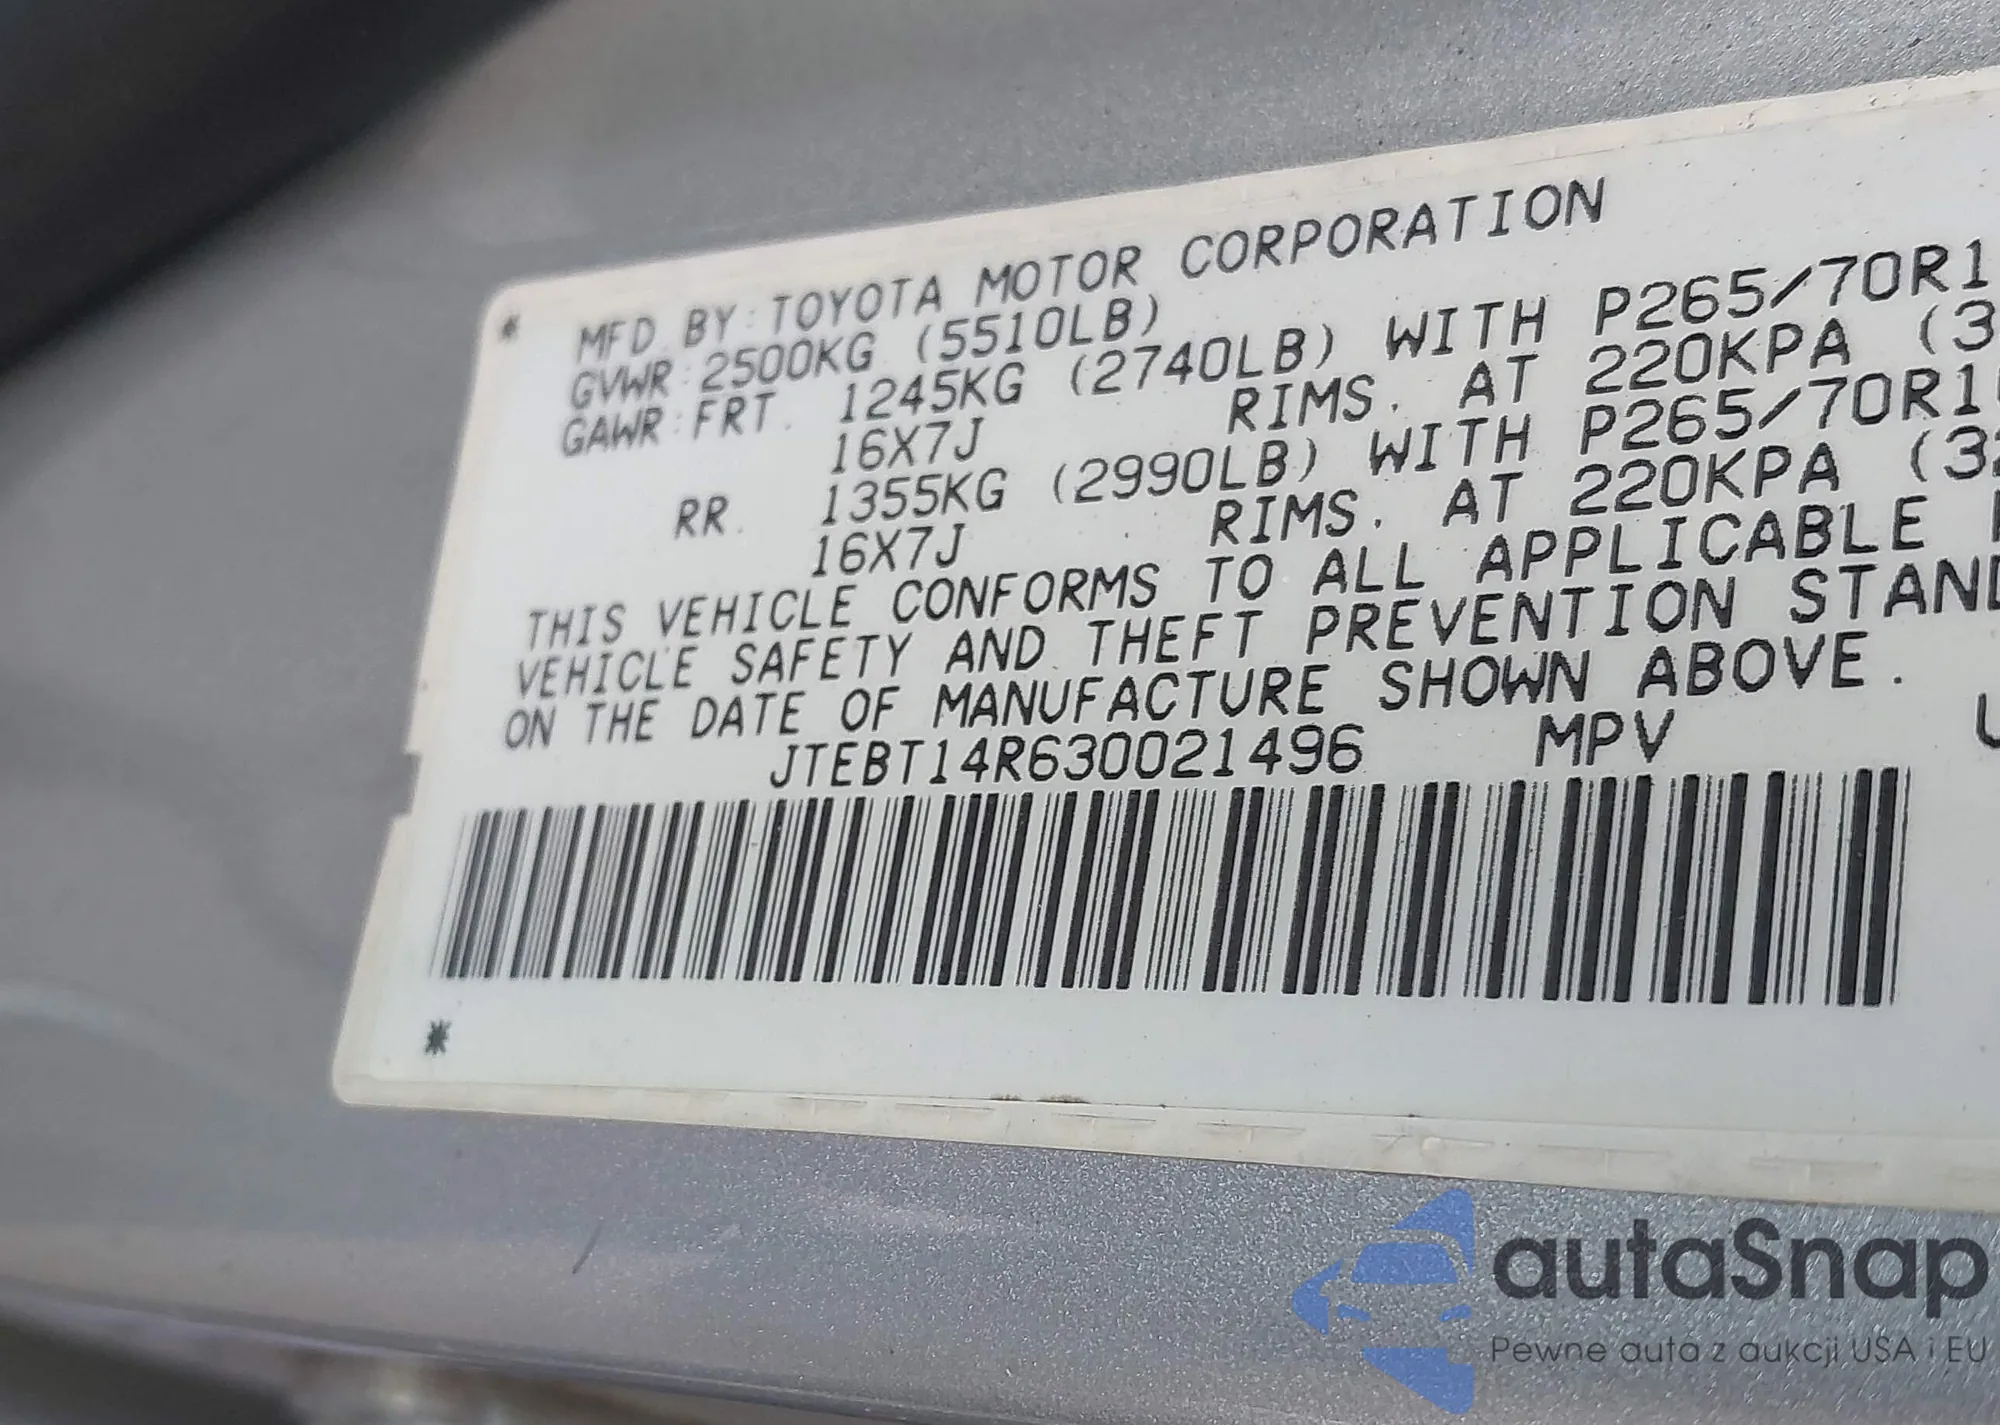 * MFD. BY: TOYOTA MOTOR CORPORATION
GVWR: 2500KG (5510LB)
GAWR: FRT. 1245KG (2740LB) WITH P265/70R1
16X7J RIMS. AT 220KPA (3
RR. 1355KG (2990LB) WITH P265/70R1
16X7J RIMS. AT 220KPA (32
THIS VEHICLE CONFORMS TO ALL APPLICABLE
VEHICLE SAFETY AND THEFT PREVENTION STAND
ON THE DATE OF MANUFACTURE SHOWN ABOVE.
JTEBT14R630021496 MPV
*
autaSnap
Pewne auta z aukcji USA i EU